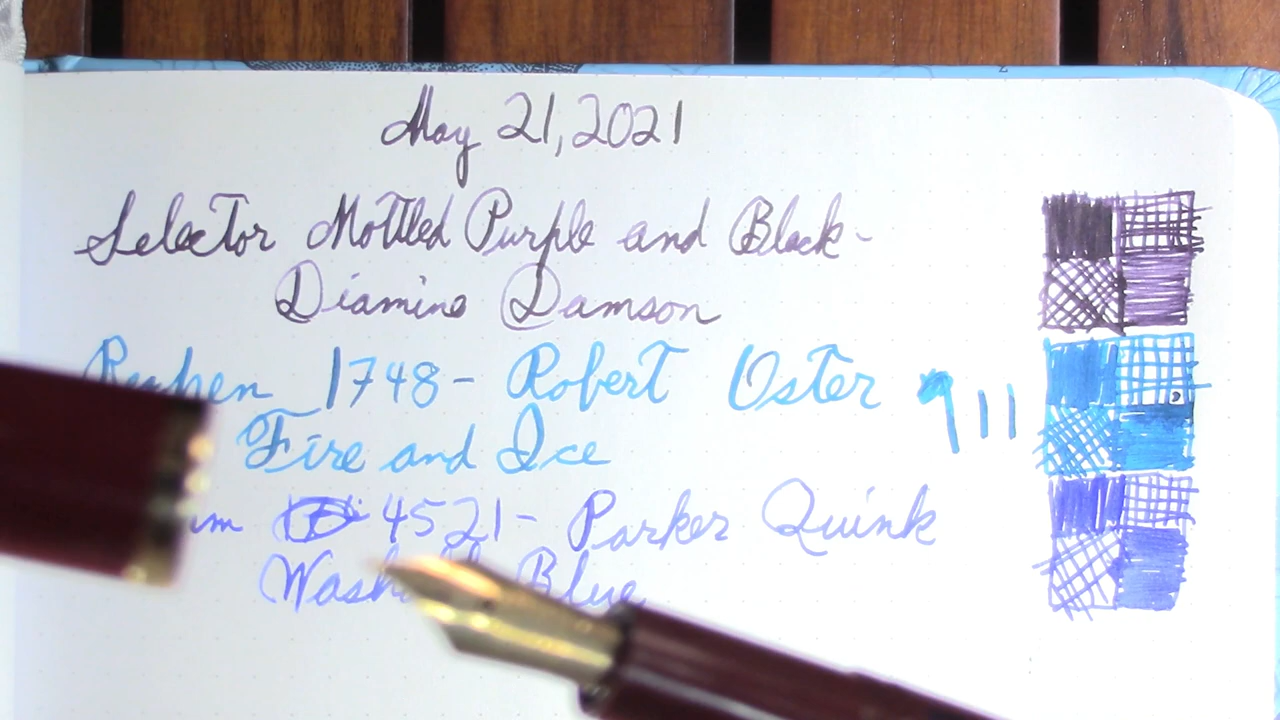 May 21, 2021
Selector Mottled Purple and Black-
Diamine Damson
1748- Robert Oster 911
Fire and Ice
4521- Parker Quink
Blue